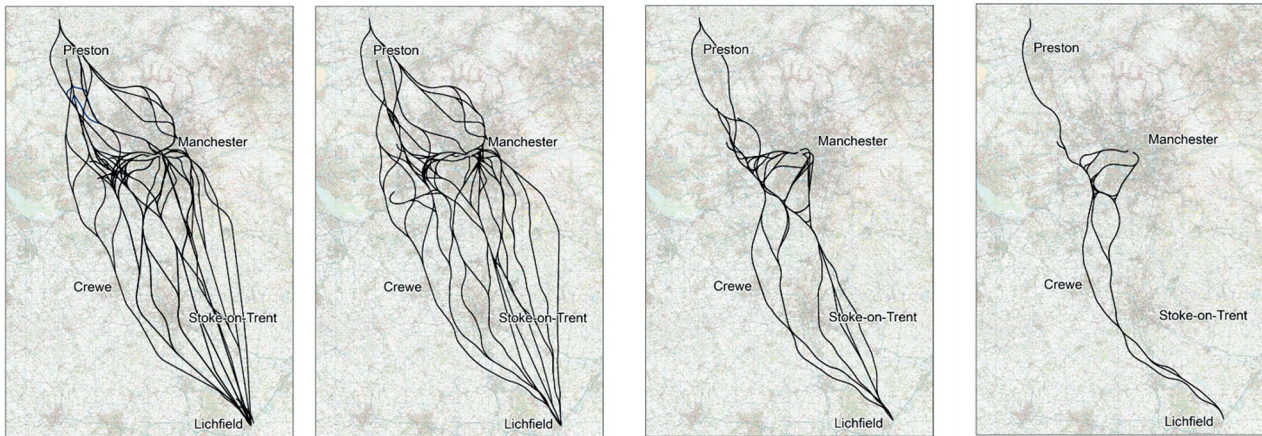 Preston
Manchester
Crewe
Stoke-on-Trent
Lichfield
Preston
Manchester
Crewe
Stoke-on-Trent
Lichfield
Preston
Manchester
Crewe
Stoke-on-Trent
Lichfield
Preston
Manchester
Crewe
Stoke-on-Trent
Lichfield